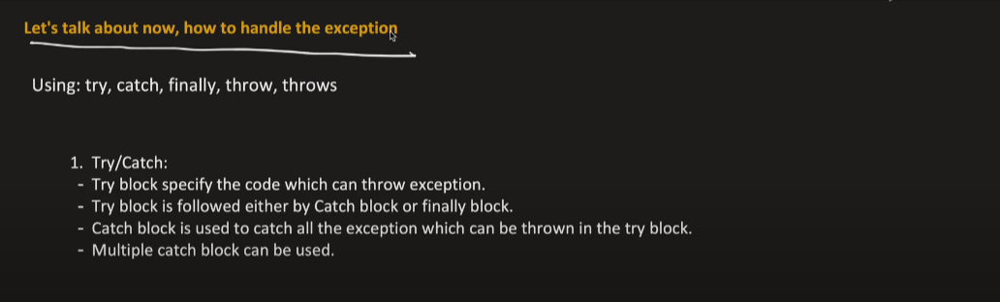 Let's talk about now, how to handle the exception
Using: try, catch, finally, throw, throws
1. Try/Catch:
- Try block specify the code which can throw exception.
- Try block is followed either by Catch block or finally block.
- Catch block is used to catch all the exception which can be thrown in the try block.
- Multiple catch block can be used.